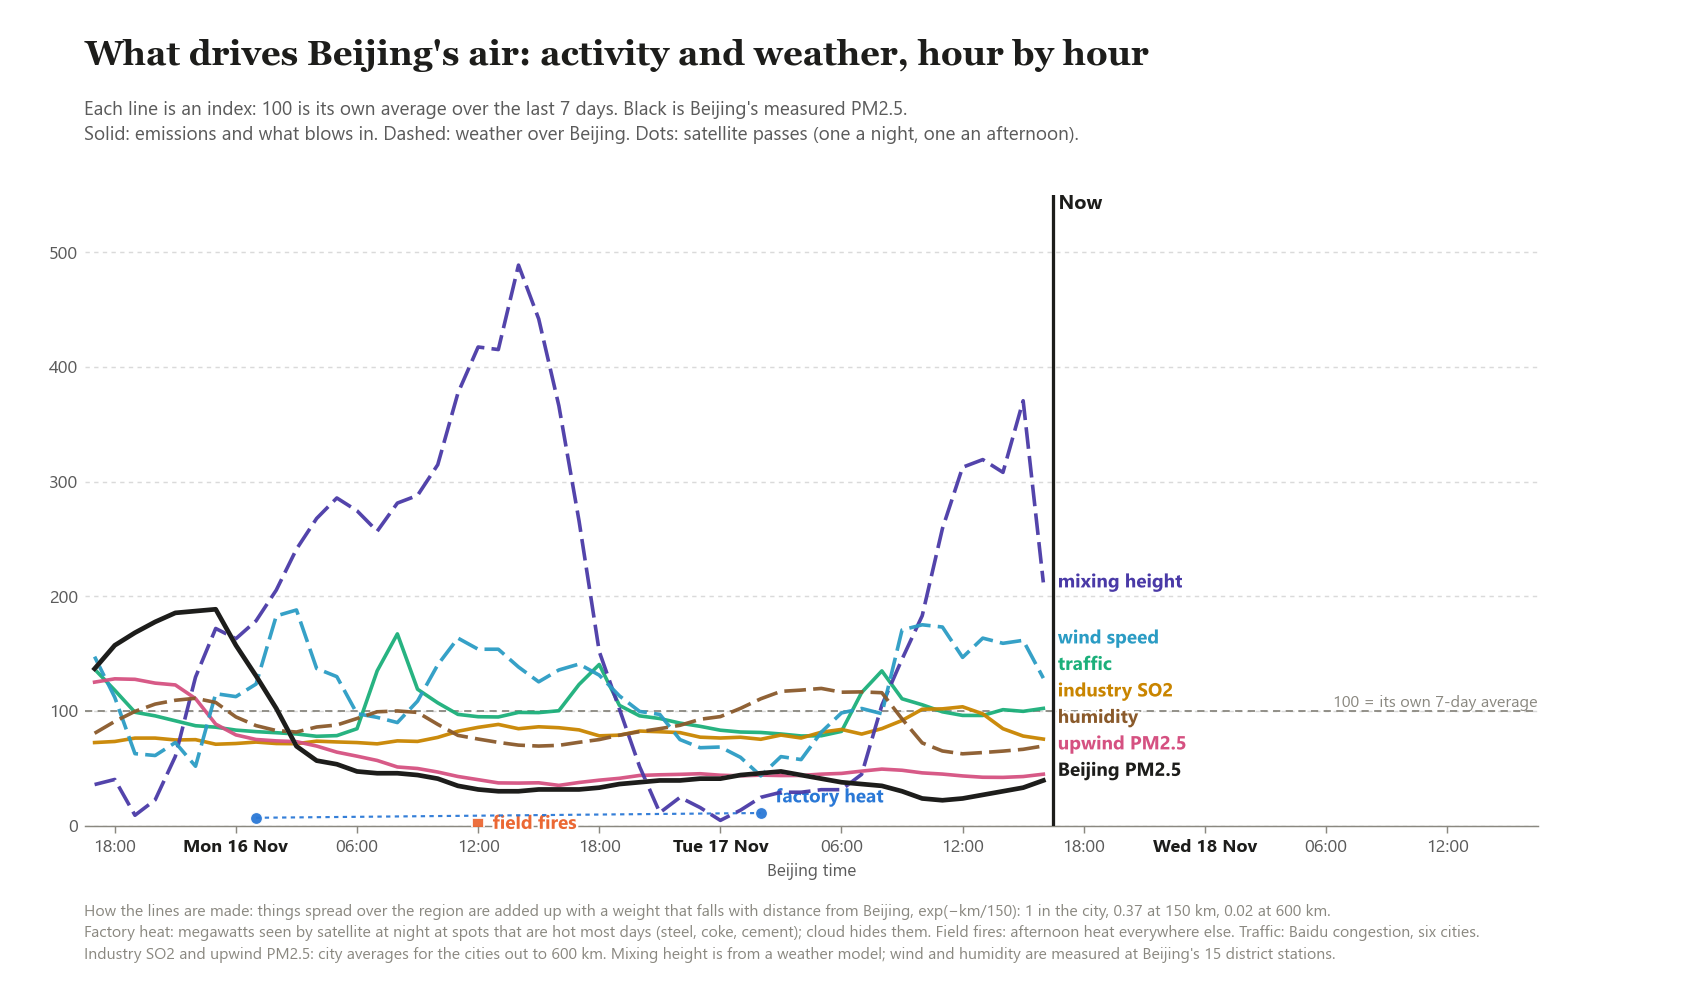 What drives Beijing's air: activity and weather, hour by hour
Each line is an index: 100 is its own average over the last 7 days. Black is Beijing's measured PM2.5.
Solid: emissions and what blows in. Dashed: weather over Beijing. Dots: satellite passes (one a night, one an afternoon).
Now
500
400
300
200
100
0
mixing height
wind speed
traffic
industry SO2
100 = its own 7-day average
humidity
upwind PM2.5
Beijing PM2.5
factory heat
field fires
18:00 Mon 16 Nov 06:00 12:00 18:00 Tue 17 Nov 06:00 12:00 18:00 Wed 18 Nov 06:00 12:00
Beijing time
How the lines are made: things spread over the region are added up with a weight that falls with distance from Beijing, exp(−km/150): 1 in the city, 0.37 at 150 km, 0.02 at 600 km.
Factory heat: megawatts seen by satellite at night at spots that are hot most days (steel, coke, cement); cloud hides them. Field fires: afternoon heat everywhere else. Traffic: Baidu congestion, six cities.
Industry SO2 and upwind PM2.5: city averages for the cities out to 600 km. Mixing height is from a weather model; wind and humidity are measured at Beijing's 15 district stations.